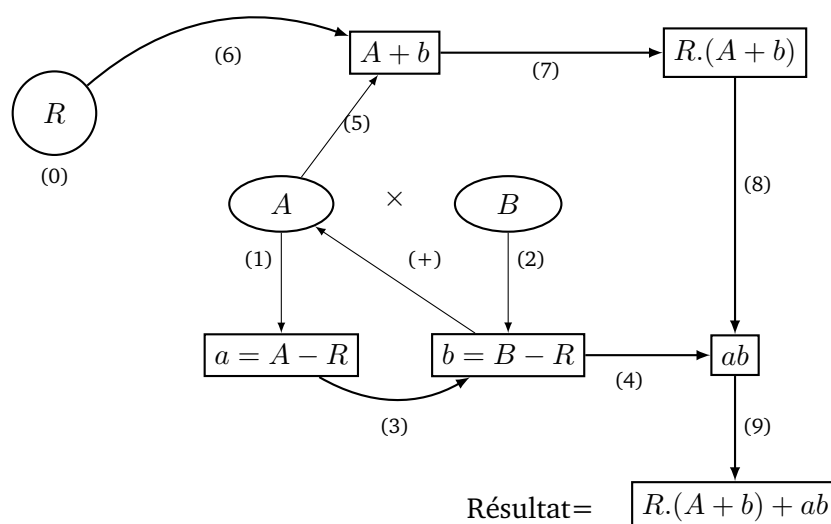 (6)
A + b
(7)
R.(A + b)
R
(0)
(5)
(8)
A
×
B
(1)
(+)
(2)
a = A − R
b = B − R
(4)
ab
(3)
(9)
Résultat= R.(A + b) + ab